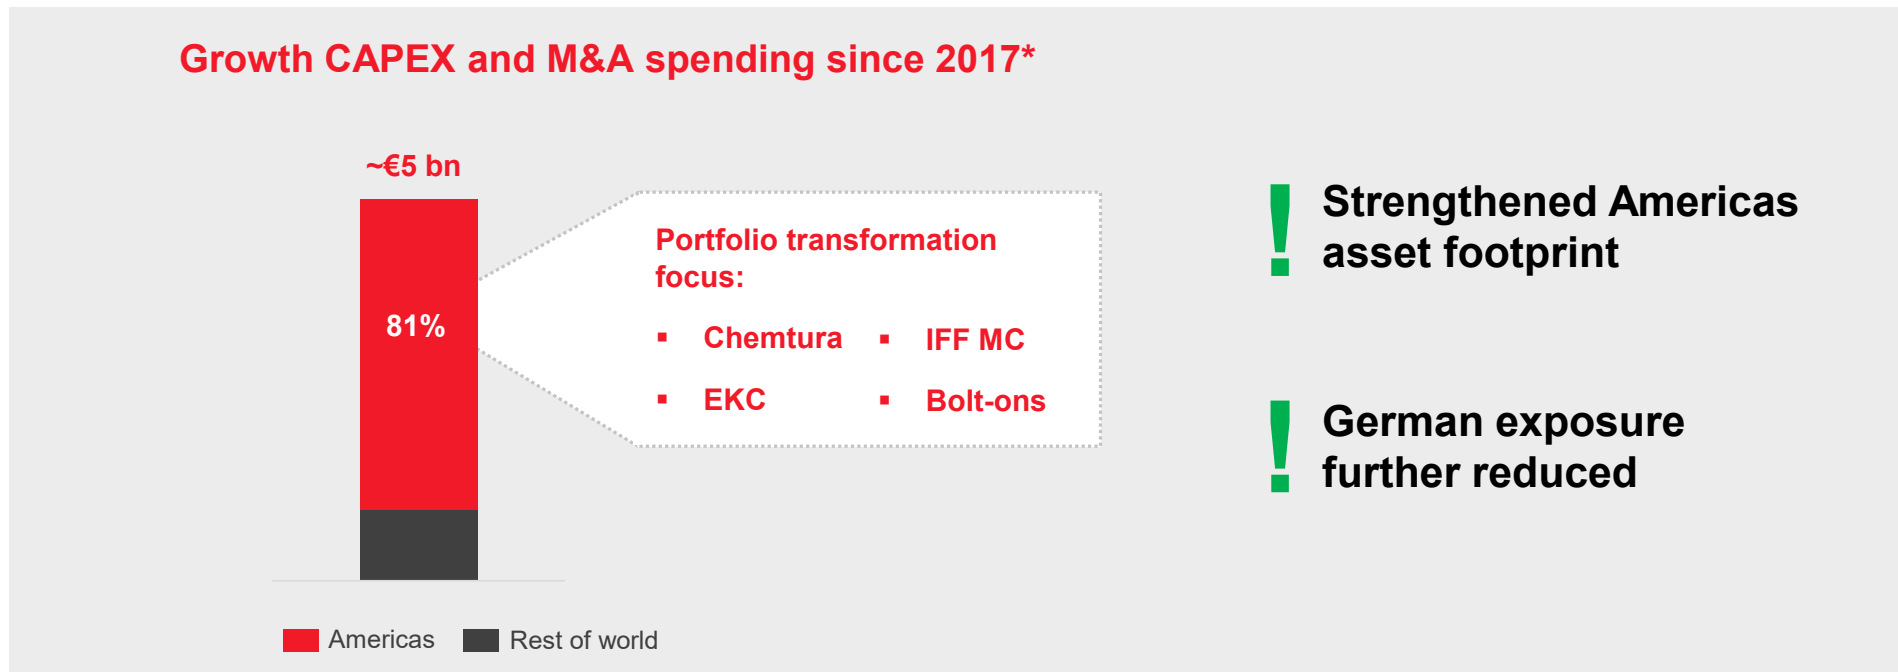 Growth CAPEX and M&A spending since 2017*
~€5 bn
81%
Portfolio transformation
focus:
▪ Chemtura
▪ IFF MC
▪ EKC
▪ Bolt-ons
Americas
Rest of world
! Strengthened Americas
asset footprint
! German exposure
further reduced